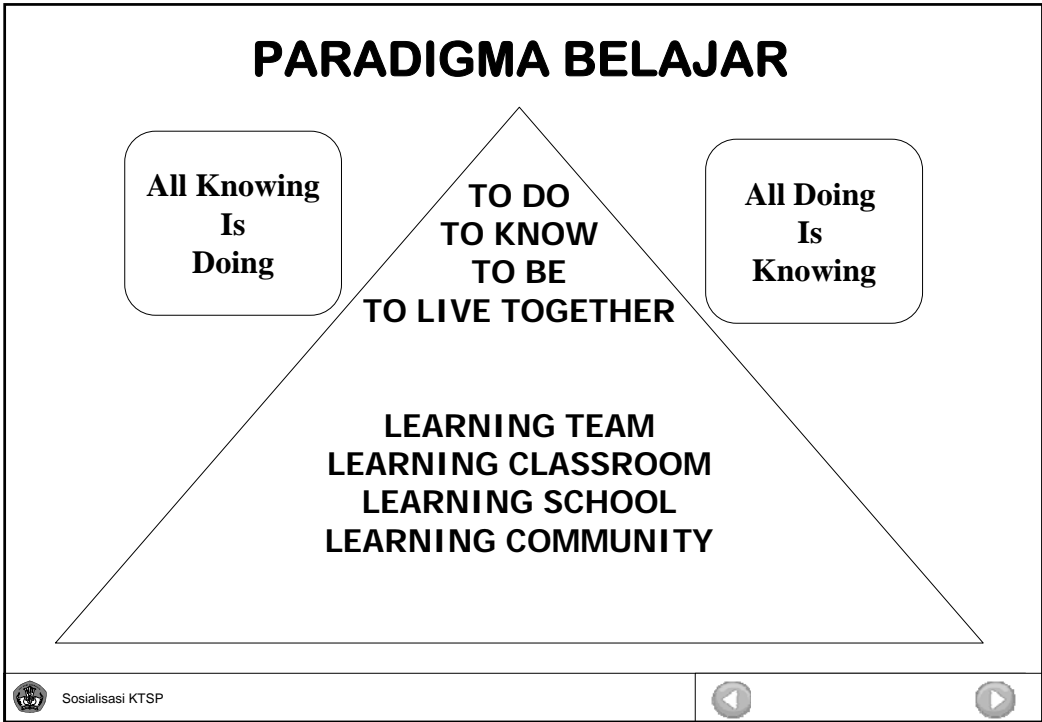 PARADIGMA BELAJAR
All Knowing
Is
Doing
TO DO
TO KNOW
TO BE
TO LIVE TOGETHER
All Doing
Is
Knowing
LEARNING TEAM
LEARNING CLASSROOM
LEARNING SCHOOL
LEARNING COMMUNITY
Sosialisasi KTSP